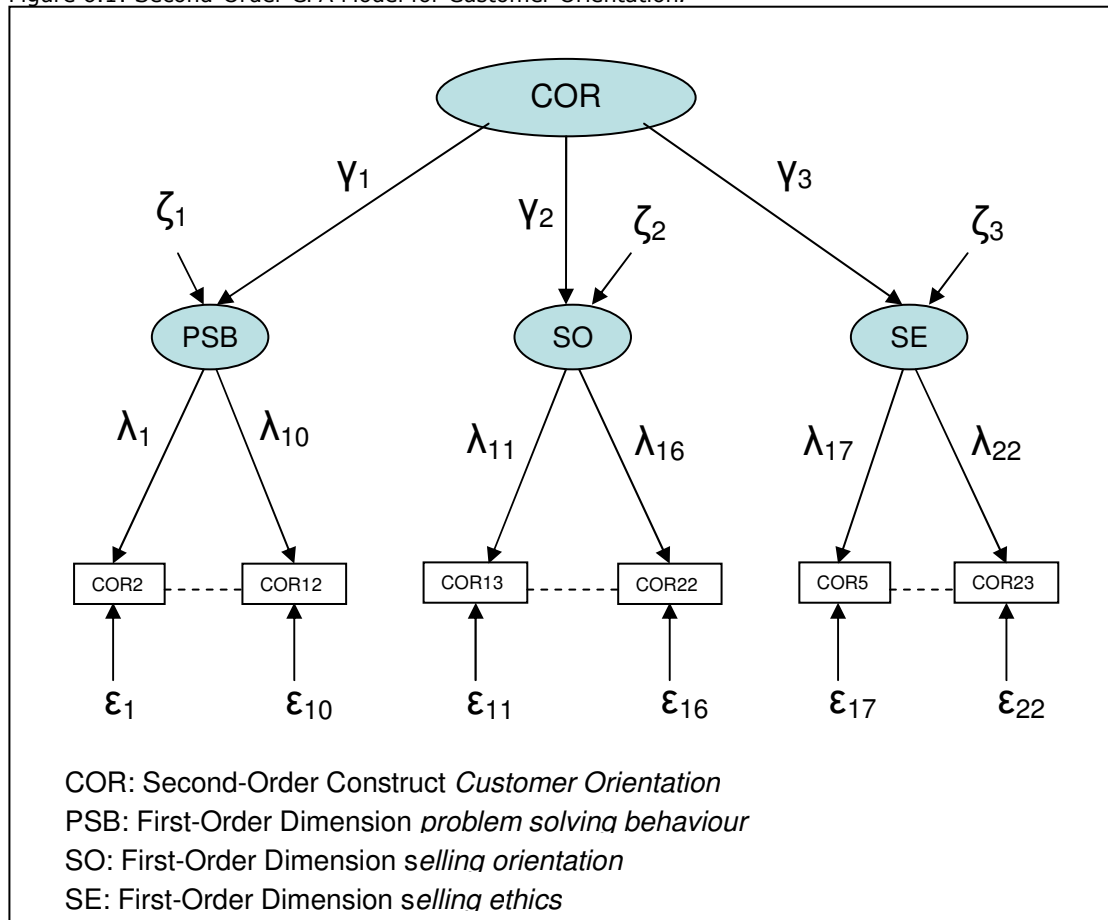 Figure 6.1: Second-Order CFA Model for Customer Orientation.
COR
γ1
γ2
γ3
ζ1
ζ2
ζ3
PSB
SO
SE
λ1
λ10
λ11
λ16
λ17
λ22
COR2
COR12
COR13
COR22
COR5
COR23
ε1
ε10
ε11
ε16
ε17
ε22
COR: Second-Order Construct Customer Orientation
PSB: First-Order Dimension problem solving behaviour
SO: First-Order Dimension selling orientation
SE: First-Order Dimension selling ethics